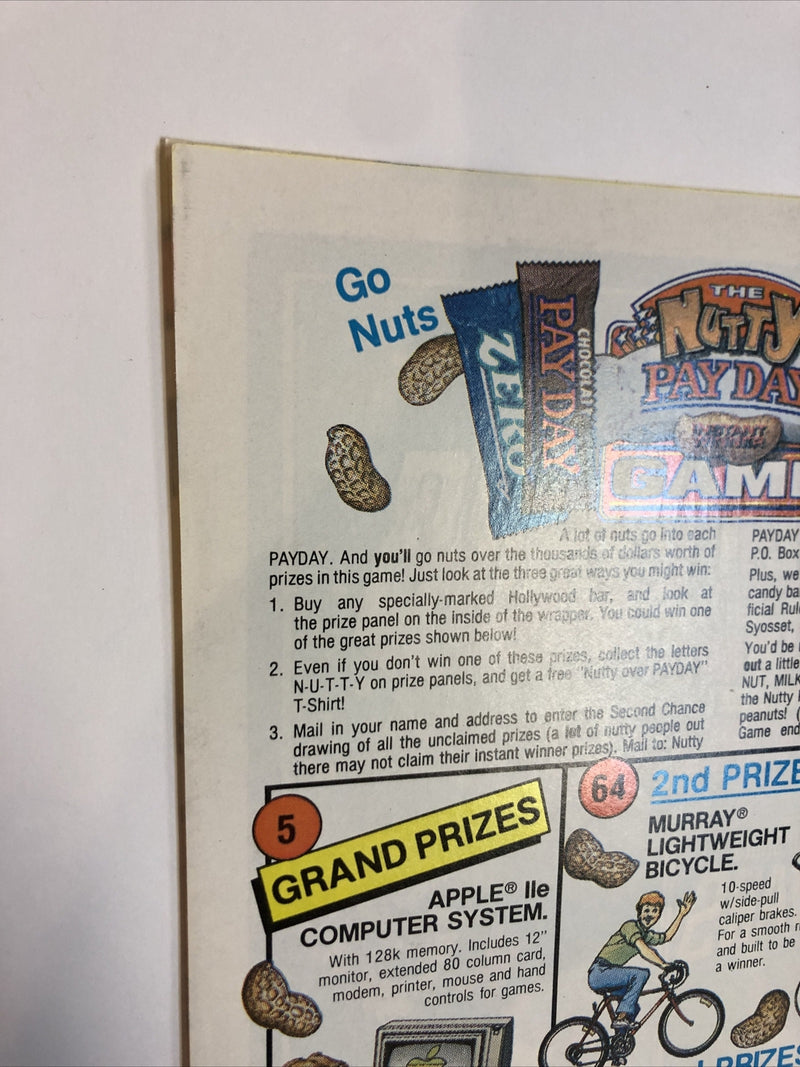 Go
Nuts
ZERO
CHOCOLATE
PAY DAY
THE
NUTTY
PAY DAY
INSTANT
GAM
A lot of nuts go into each
PAYDAY. And you'll go nuts over the thousands of dollars worth of
prizes in this game! Just look at the three great ways you might win:
1. Buy any specially-marked Hollywood bar, and look at
the prize panel on the inside of the wrapper. You could win one
of the great prizes shown below!
2. Even if you don't win one of these prizes, collect the letters
N-U-T-T-Y on prize panels, and get a free "Nutty over PAYDAY"
T-Shirt!
3. Mail in your name and address to enter the Second Chance
drawing of all the unclaimed prizes (a lot of nutty people out
there may not claim their instant winner prizes). Mail to: Nutty
PAYDAY
P.O. Box
Plus, we
candy ba
ficial Rul
Syosset,
You'd be
out a little
NUT, MILK
the Nutty
peanuts! (
Game end
5
GRAND PRIZES
APPLE® IIe
COMPUTER SYSTEM.
With 128k memory. Includes 12"
monitor, extended 80 column card,
modem, printer, mouse and hand
controls for games.
64
2nd PRIZE
MURRAY®
LIGHTWEIGHT
BICYCLE.
10-speed
w/side-pull
caliper brakes.
For a smooth ri
and built to be
a winner.
PRIZES